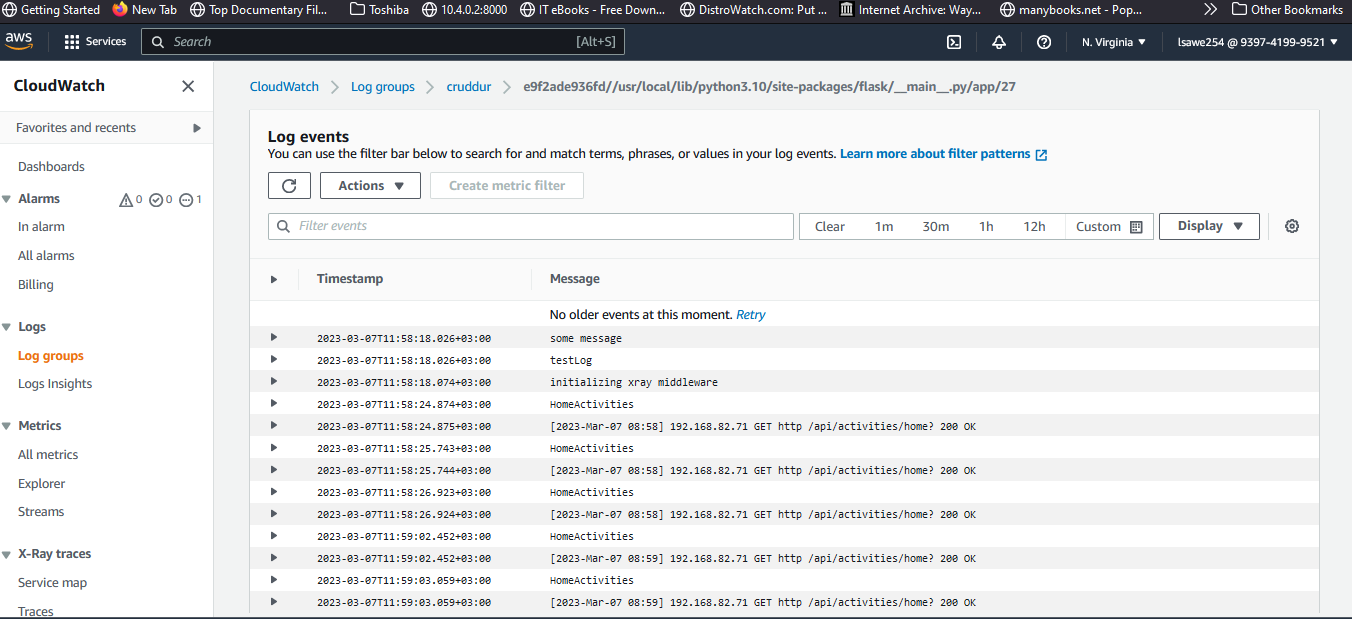 Getting Started New Tab Top Documentary Fil... Toshiba 10.4.0.2:8000 IT eBooks - Free Down... DistroWatch.com: Put ... Internet Archive: Way... manybooks.net - Pop... Other Bookmarks
aws Services Search [Alt+S] N. Virginia lsawe254 @ 9397-4199-9521
CloudWatch
Favorites and recents
Dashboards
Alarms 0 0 1
In alarm
All alarms
Billing
Logs
Log groups
Logs Insights
Metrics
All metrics
Explorer
Streams
X-Ray traces
Service map
Traces
CloudWatch Log groups cruddur e9f2ade936fd//usr/local/lib/python3.10/site-packages/flask/__main__.py/app/27
Log events
You can use the filter bar below to search for and match terms, phrases, or values in your log events. Learn more about filter patterns
Actions Create metric filter
Filter events Clear 1m 30m 1h 12h Custom Display
Timestamp Message
No older events at this moment. Retry
2023-03-07T11:58:18.026+03:00 some message
2023-03-07T11:58:18.026+03:00 testLog
2023-03-07T11:58:18.074+03:00 initializing xray middleware
2023-03-07T11:58:24.874+03:00 HomeActivities
2023-03-07T11:58:24.875+03:00 [2023-Mar-07 08:58] 192.168.82.71 GET http /api/activities/home? 200 OK
2023-03-07T11:58:25.743+03:00 HomeActivities
2023-03-07T11:58:25.744+03:00 [2023-Mar-07 08:58] 192.168.82.71 GET http /api/activities/home? 200 OK
2023-03-07T11:58:26.923+03:00 HomeActivities
2023-03-07T11:58:26.924+03:00 [2023-Mar-07 08:58] 192.168.82.71 GET http /api/activities/home? 200 OK
2023-03-07T11:59:02.452+03:00 HomeActivities
2023-03-07T11:59:02.452+03:00 [2023-Mar-07 08:59] 192.168.82.71 GET http /api/activities/home? 200 OK
2023-03-07T11:59:03.059+03:00 HomeActivities
2023-03-07T11:59:03.059+03:00 [2023-Mar-07 08:59] 192.168.82.71 GET http /api/activities/home? 200 OK